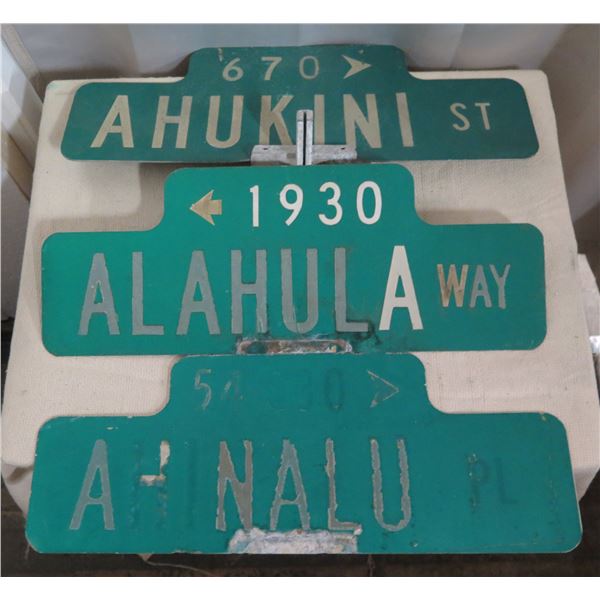 670
AHUKINI ST
1930
ALAHULA WAY
AHINALU PL